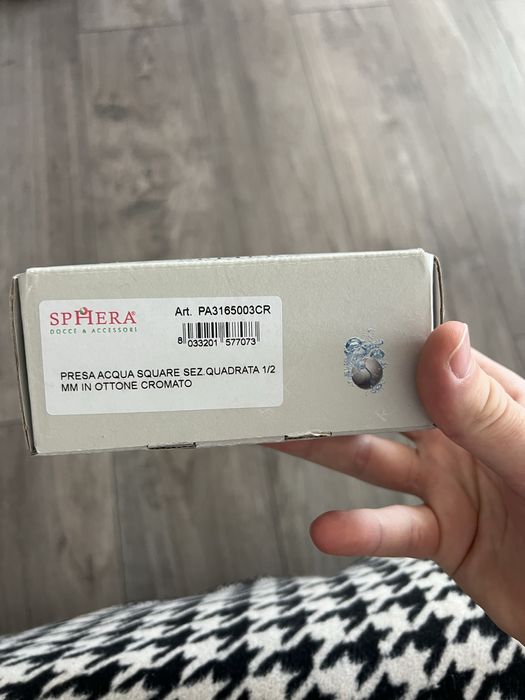 SPHERA®
DOCCE & ACCESSORI
Art. PA3165003CR
8 033201 577073
PRESA ACQUA SQUARE SEZ.QUADRATA 1/2
MM IN OTTONE CROMATO